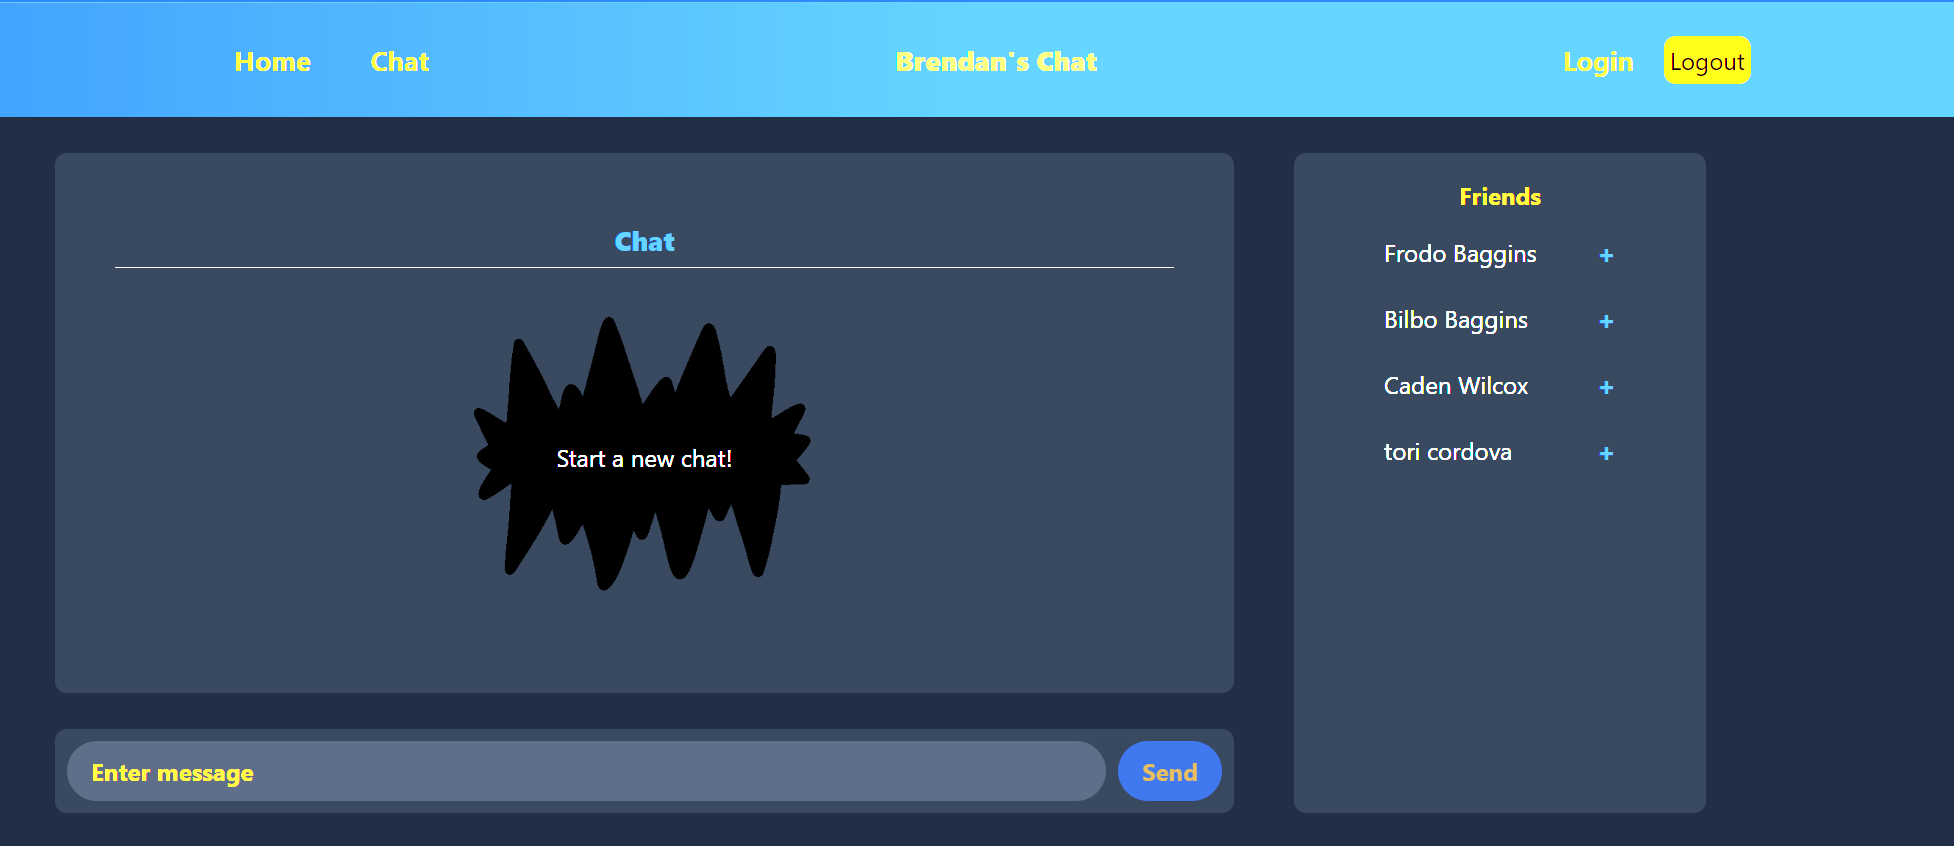 Home Chat Brendan's Chat Login Logout
Chat
Start a new chat!
Enter message Send
Friends
Frodo Baggins +
Bilbo Baggins +
Caden Wilcox +
tori cordova +